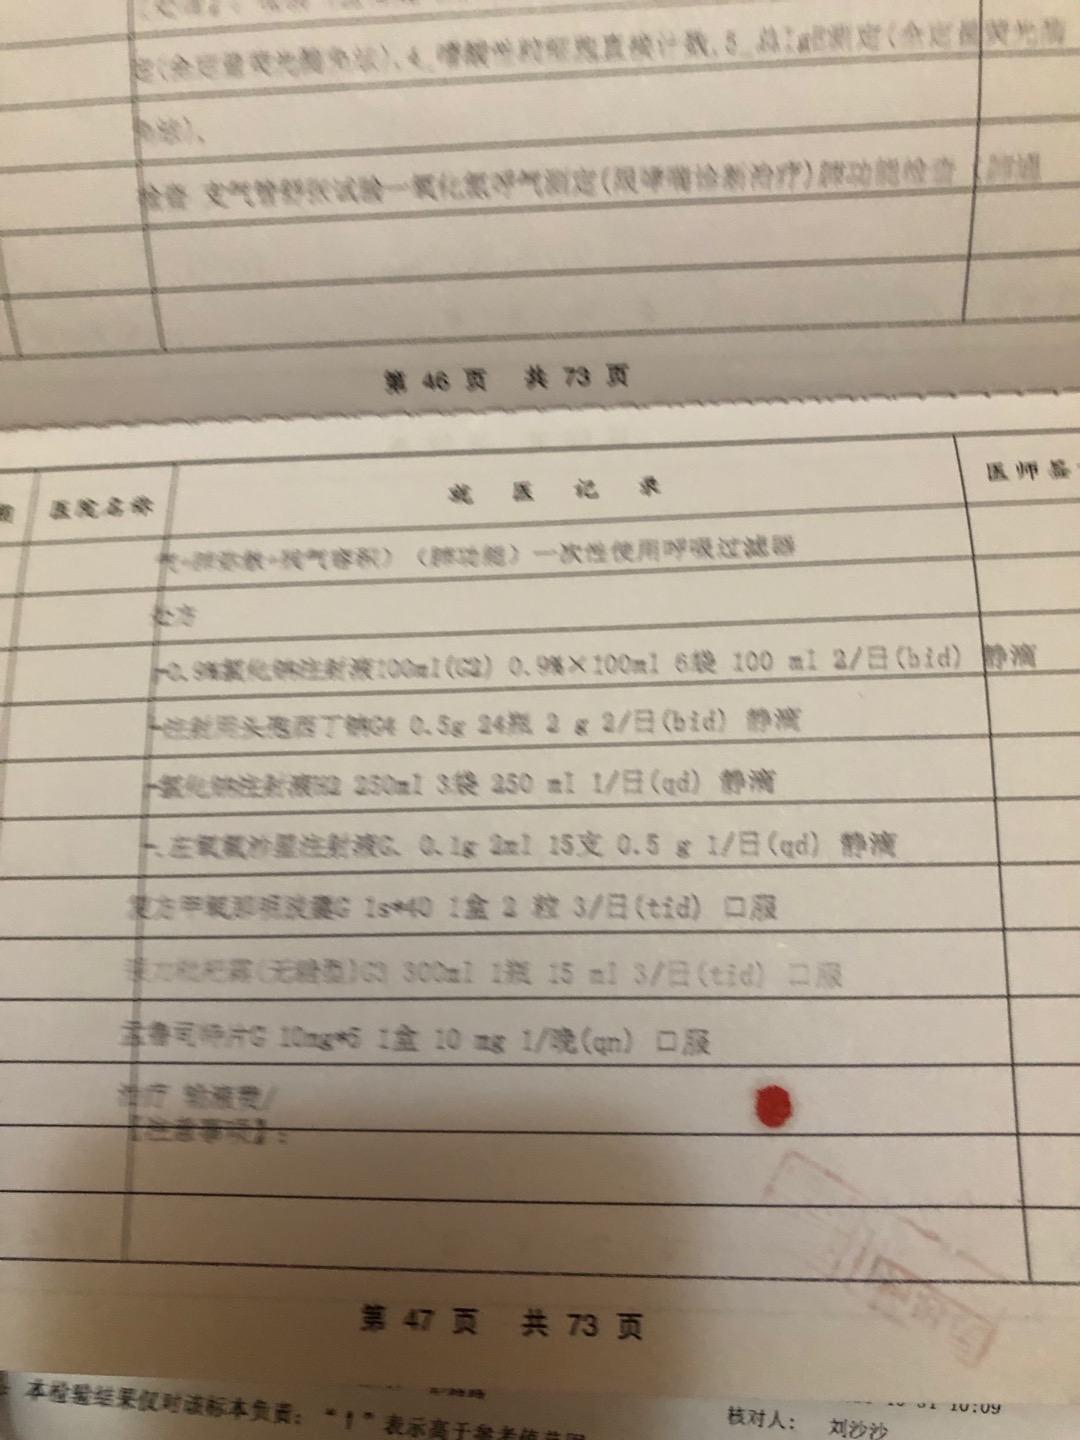 定(全定量荧光酶免法),4_嗜酸性粒细胞直接计数,5_总IgE测定(全定量荧光酶
免法),
检查 支气管舒张试验一氧化氮呼气测定(限哮喘诊断治疗)肺功能检查 (肺通
第 46 页 共 73 页
医院名称 就 医 记 录 医师
气+肺弥散+残气容积) (肺功能) 一次性使用呼吸过滤器
处方
-0.9%氯化钠注射液100ml(G2) 0.9%×100ml 6袋 100 ml 2/日(bid) 静滴
-注射用头孢西丁钠G4 0.5g 24瓶 2 g 2/日(bid) 静滴
-氯化钠注射液H2 250ml 3袋 250 ml 1/日(qd) 静滴
-.左氧氟沙星注射液G. 0.1g 2ml 15支 0.5 g 1/日(qd) 静滴
复方甲氧那明胶囊G 1s*40 1盒 2 粒 3/日(tid) 口服
枇杷露(无糖型)G3 300ml 1瓶 15 ml 3/日(tid) 口服
孟鲁司特片G 10mg*5 1盒 10 mg 1/晚(qn) 口服
治疗 输液费/
【注意事项】:
第 47 页 共 73 页
本检验结果仅对该标本负责; "↑"表示高于参考值范围
10:09
核对人: 刘沙沙